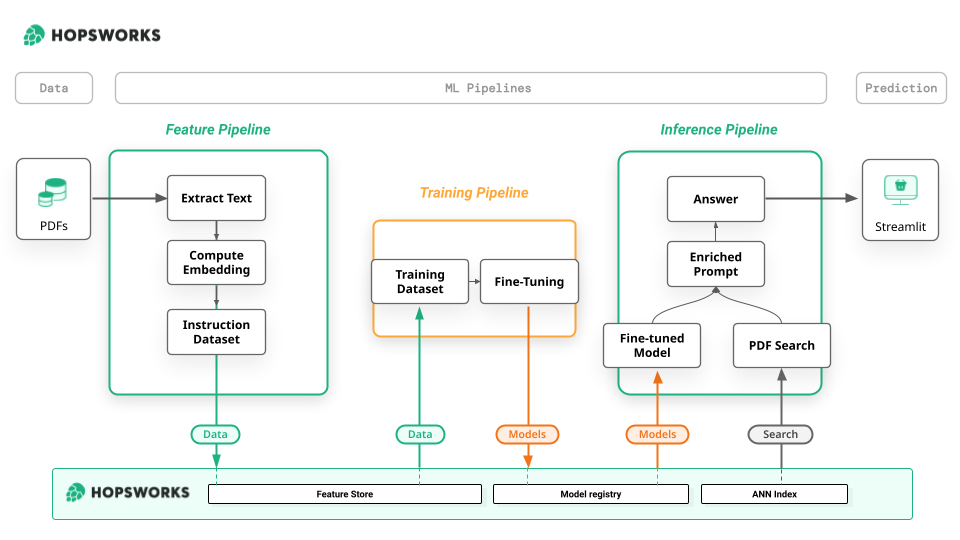 HOPSWORKS
Data
ML Pipelines
Prediction
Feature Pipeline
Inference Pipeline
Training Pipeline
PDFs
Extract Text
Compute
Embedding
Instruction
Dataset
Training
Dataset
Fine-Tuning
Answer
Enriched
Prompt
Fine-tuned
Model
PDF Search
Streamlit
Data
Data
Models
Models
Search
HOPSWORKS
Feature Store
Model registry
ANN Index